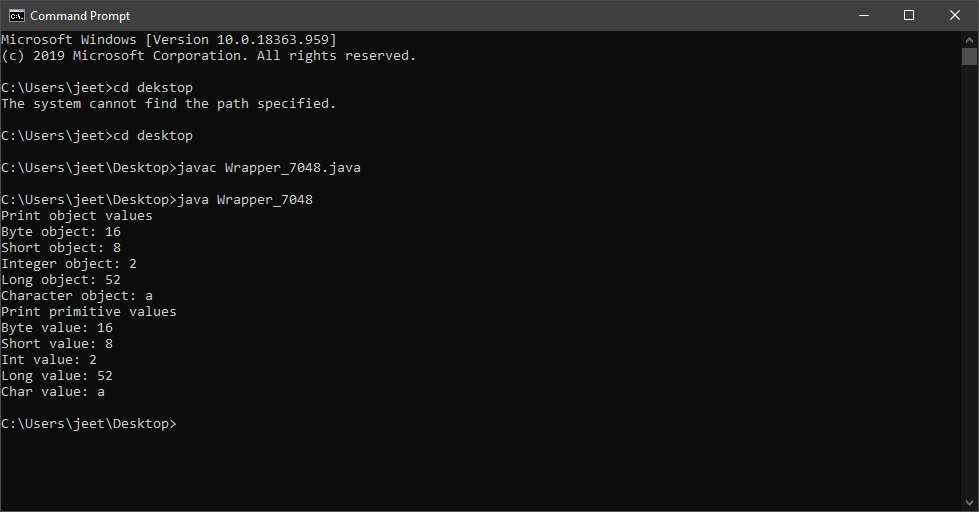 Command Prompt
Microsoft Windows [Version 10.0.18363.959]
(c) 2019 Microsoft Corporation. All rights reserved.
C:\Users\jeet>cd dekstop
The system cannot find the path specified.
C:\Users\jeet>cd desktop
C:\Users\jeet\Desktop>javac Wrapper_7048.java
C:\Users\jeet\Desktop>java Wrapper_7048
Print object values
Byte object: 16
Short object: 8
Integer object: 2
Long object: 52
Character object: a
Print primitive values
Byte value: 16
Short value: 8
Int value: 2
Long value: 52
Char value: a
C:\Users\jeet\Desktop>